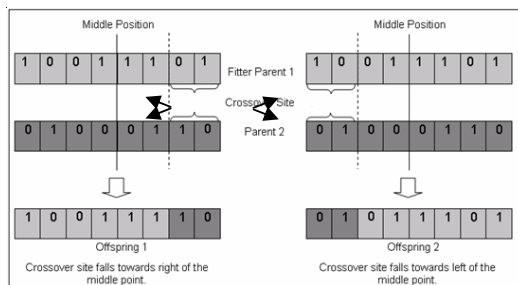 Middle Position Middle Position
1 0 0 1 1 1 0 1 1 0 0 1 1 1 0 1
Fitter Parent 1
Crossover Site
0 1 0 0 0 1 1 0 0 1 0 0 0 1 1 0
Parent 2
1 0 0 1 1 1 1 0 0 1 0 1 1 1 0 1
Offspring 1 Offspring 2
Crossover site falls towards right of the Crossover site falls towards left of the
middle point. middle point.